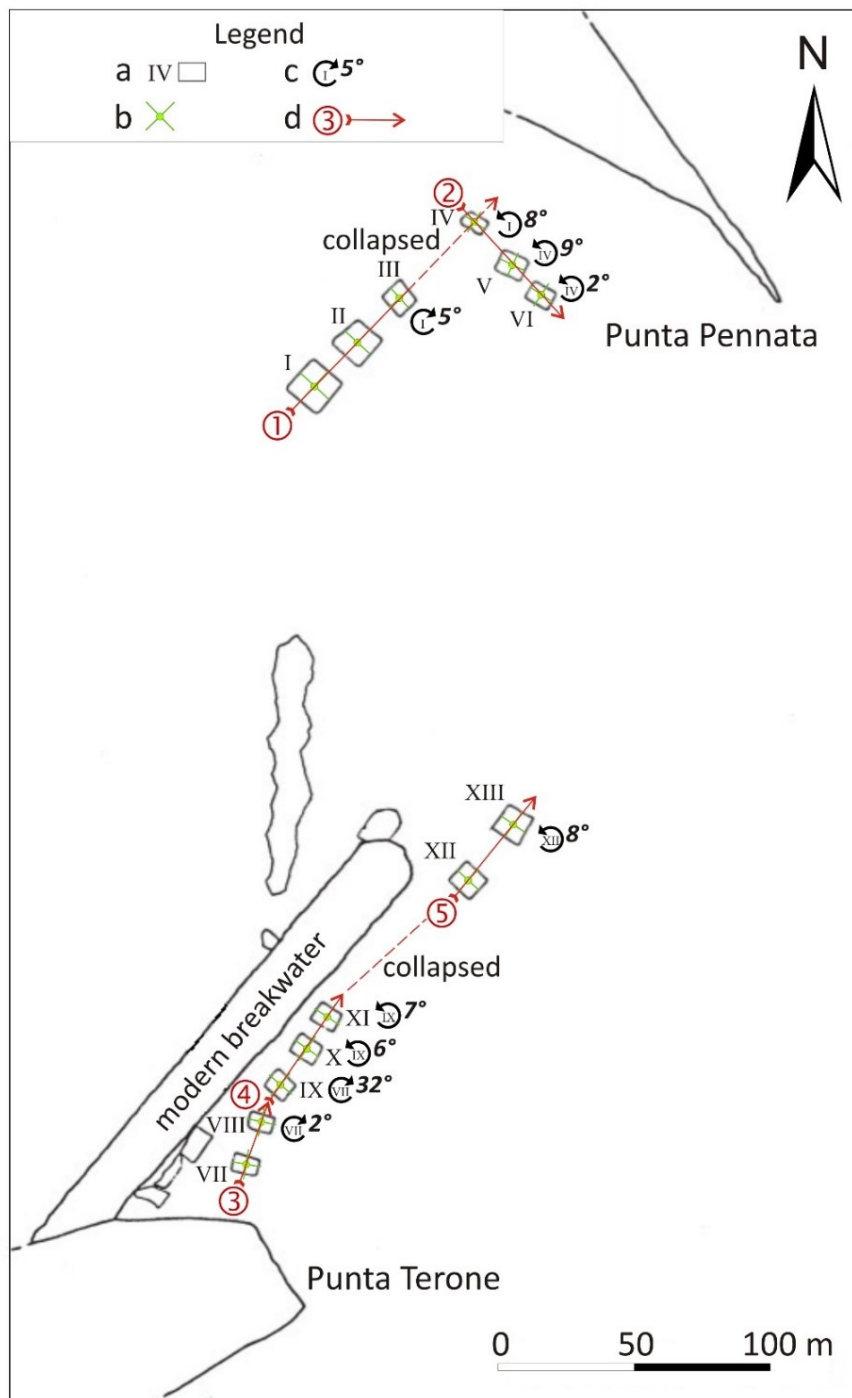 Legend
a IV c I 5°
b d ③
N
② IV I 8°
collapsed
IV 9°
III V
IV 2°
VI
I 5°
II
Punta Pennata
I
①
XIII
XII 8°
XII
⑤
collapsed
modern breakwater
XI IX 7°
X IX 6°
④ IX VII 32°
VIII VII 2°
VII
③
Punta Terone
0 50 100 m